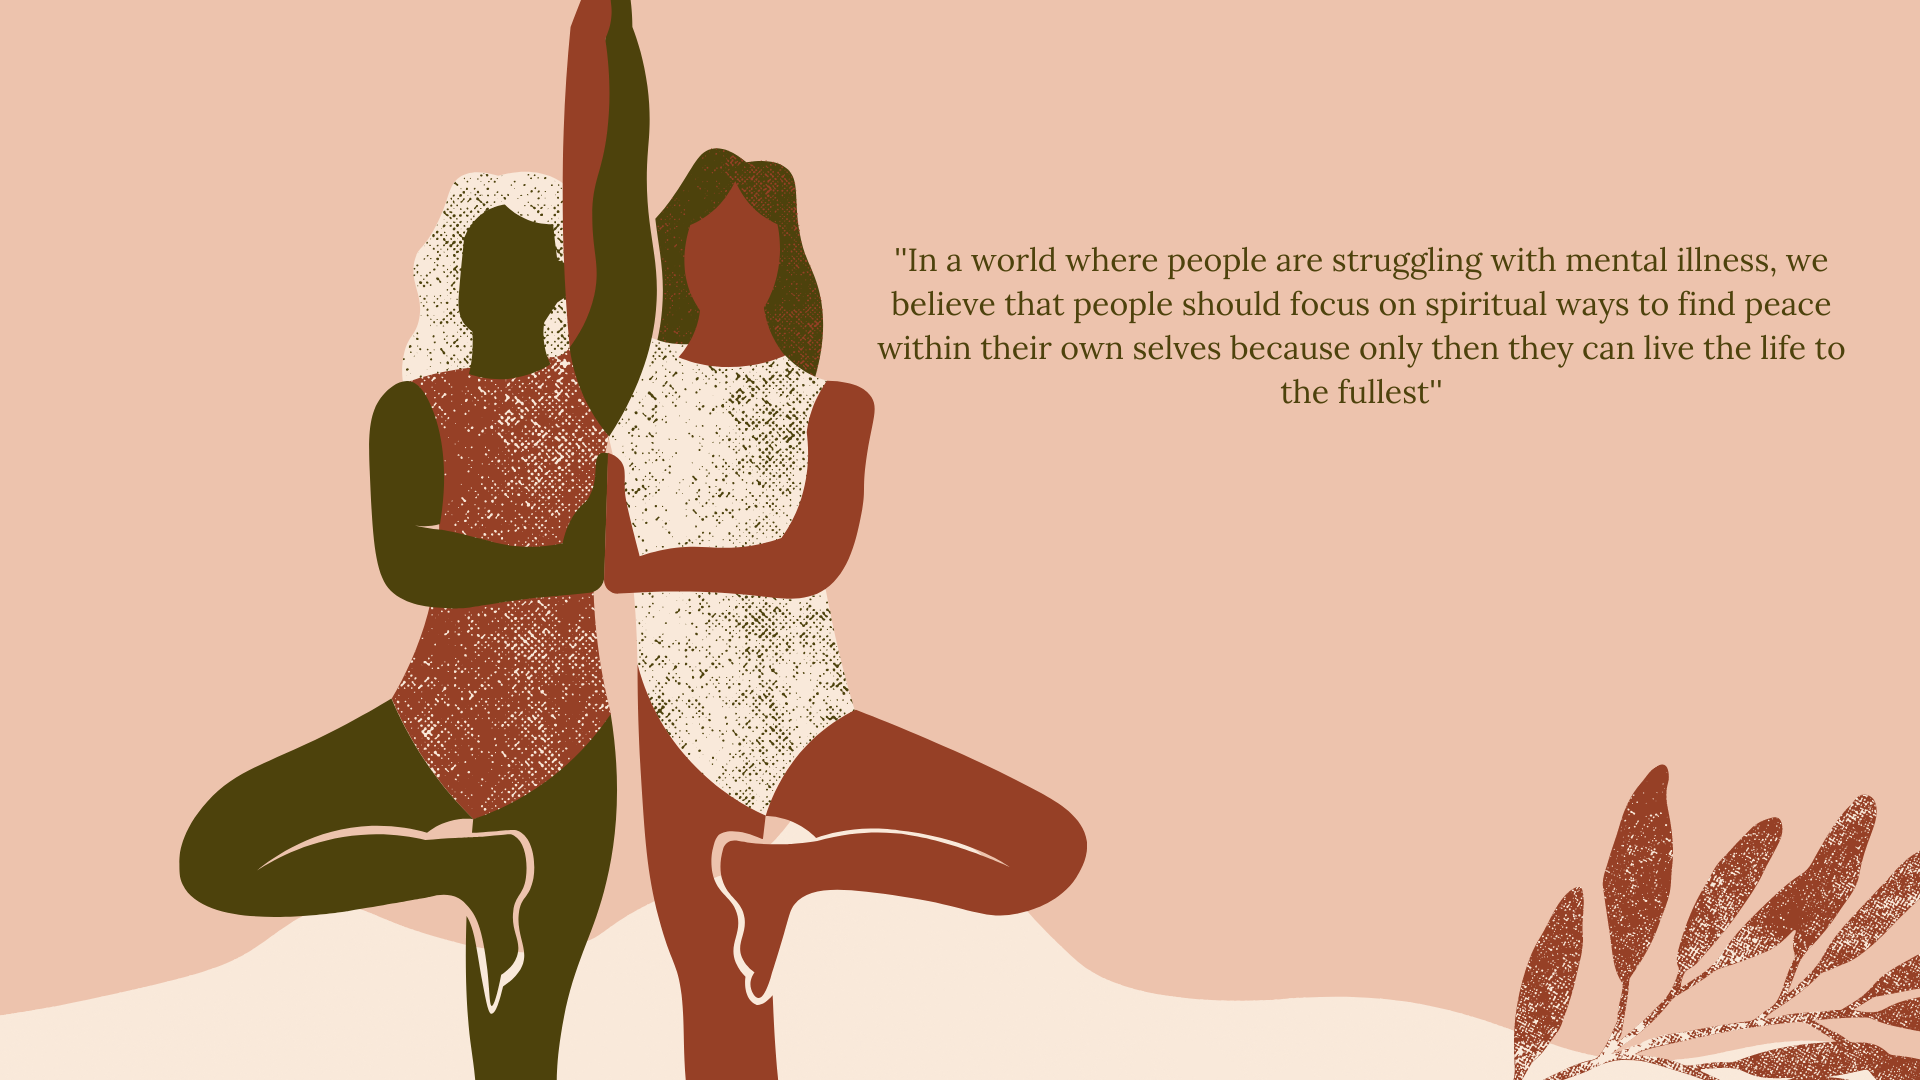 "In a world where people are struggling with mental illness, we
believe that people should focus on spiritual ways to find peace
within their own selves because only then they can live the life to
the fullest"